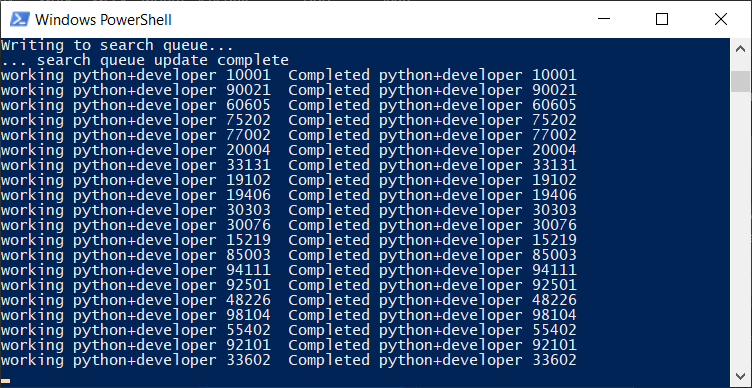 Windows PowerShell
Writing to search queue...
... search queue update complete
working python+developer 10001  Completed python+developer 10001
working python+developer 90021  Completed python+developer 90021
working python+developer 60605  Completed python+developer 60605
working python+developer 75202  Completed python+developer 75202
working python+developer 77002  Completed python+developer 77002
working python+developer 20004  Completed python+developer 20004
working python+developer 33131  Completed python+developer 33131
working python+developer 19102  Completed python+developer 19102
working python+developer 19406  Completed python+developer 19406
working python+developer 30303  Completed python+developer 30303
working python+developer 30076  Completed python+developer 30076
working python+developer 15219  Completed python+developer 15219
working python+developer 85003  Completed python+developer 85003
working python+developer 94111  Completed python+developer 94111
working python+developer 92501  Completed python+developer 92501
working python+developer 48226  Completed python+developer 48226
working python+developer 98104  Completed python+developer 98104
working python+developer 55402  Completed python+developer 55402
working python+developer 92101  Completed python+developer 92101
working python+developer 33602  Completed python+developer 33602